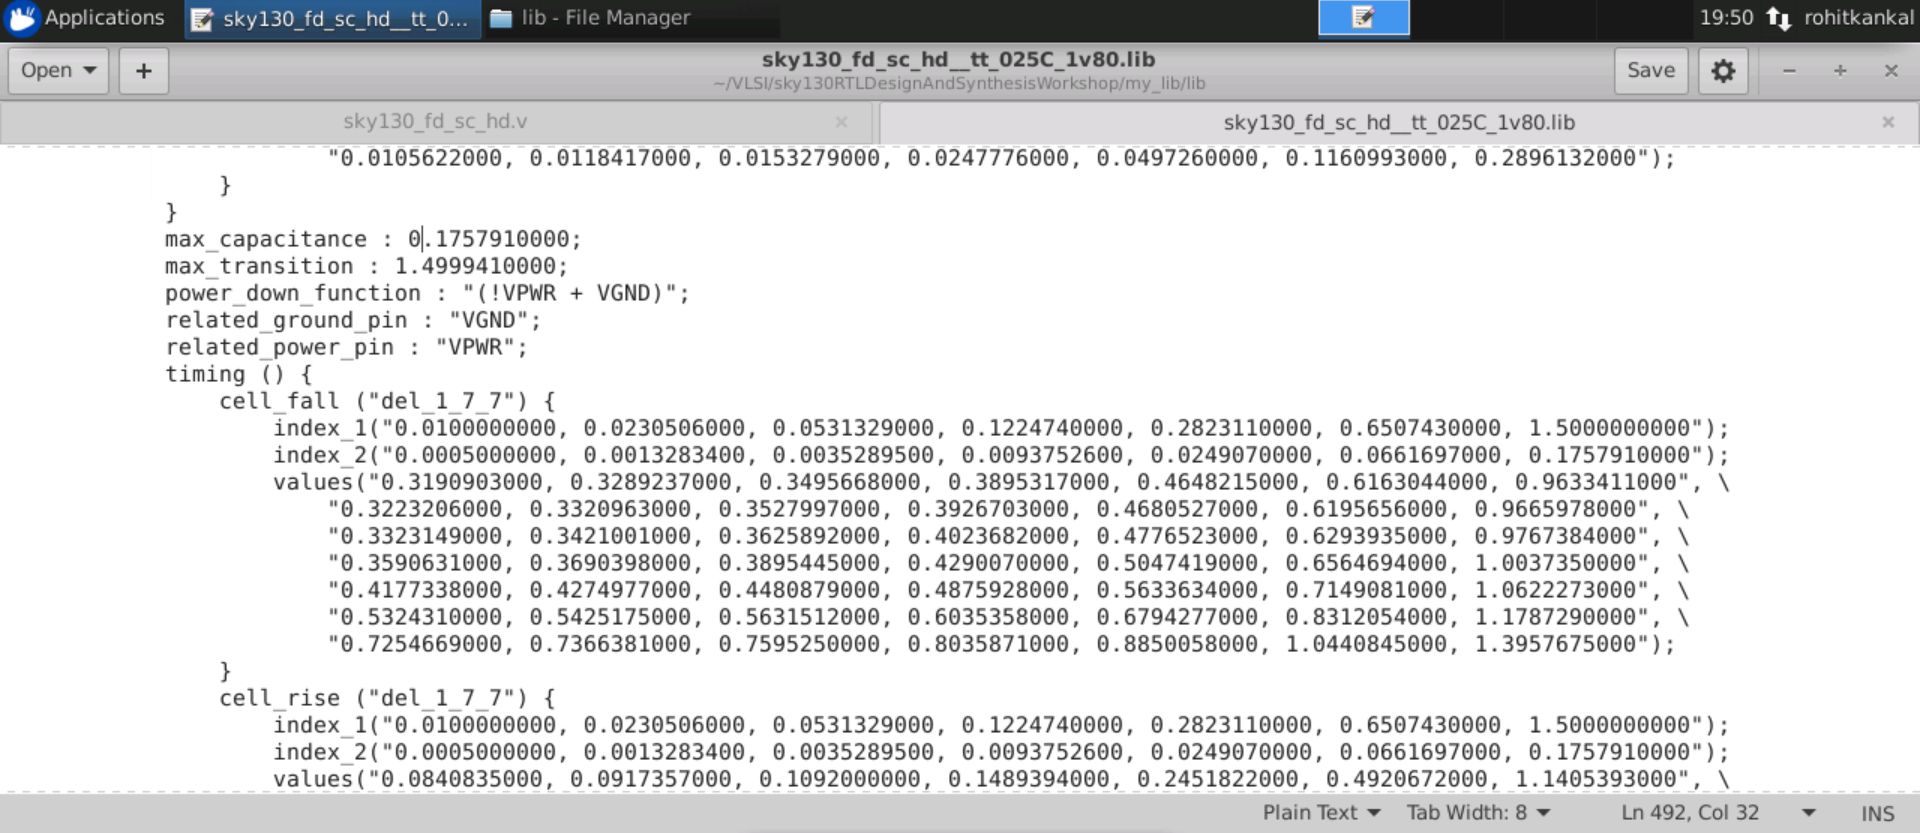 Applications sky130_fd_sc_hd__tt_0... lib - File Manager 19:50 rohitkankal
Open + sky130_fd_sc_hd__tt_025C_1v80.lib Save − + ×
~/VLSI/sky130RTLDesignAndSynthesisWorkshop/my_lib/lib
sky130_fd_sc_hd.v × sky130_fd_sc_hd__tt_025C_1v80.lib ×
"0.0105622000, 0.0118417000, 0.0153279000, 0.0247776000, 0.0497260000, 0.1160993000, 0.2896132000");
}
}
max_capacitance : 0.1757910000;
max_transition : 1.4999410000;
power_down_function : "(!VPWR + VGND)";
related_ground_pin : "VGND";
related_power_pin : "VPWR";
timing () {
cell_fall ("del_1_7_7") {
index_1("0.0100000000, 0.0230506000, 0.0531329000, 0.1224740000, 0.2823110000, 0.6507430000, 1.5000000000");
index_2("0.0005000000, 0.0013283400, 0.0035289500, 0.0093752600, 0.0249070000, 0.0661697000, 0.1757910000");
values("0.3190903000, 0.3289237000, 0.3495668000, 0.3895317000, 0.4648215000, 0.6163044000, 0.9633411000", \
"0.3223206000, 0.3320963000, 0.3527997000, 0.3926703000, 0.4680527000, 0.6195656000, 0.9665978000", \
"0.3323149000, 0.3421001000, 0.3625892000, 0.4023682000, 0.4776523000, 0.6293935000, 0.9767384000", \
"0.3590631000, 0.3690398000, 0.3895445000, 0.4290070000, 0.5047419000, 0.6564694000, 1.0037350000", \
"0.4177338000, 0.4274977000, 0.4480879000, 0.4875928000, 0.5633634000, 0.7149081000, 1.0622273000", \
"0.5324310000, 0.5425175000, 0.5631512000, 0.6035358000, 0.6794277000, 0.8312054000, 1.1787290000", \
"0.7254669000, 0.7366381000, 0.7595250000, 0.8035871000, 0.8850058000, 1.0440845000, 1.3957675000");
}
cell_rise ("del_1_7_7") {
index_1("0.0100000000, 0.0230506000, 0.0531329000, 0.1224740000, 0.2823110000, 0.6507430000, 1.5000000000");
index_2("0.0005000000, 0.0013283400, 0.0035289500, 0.0093752600, 0.0249070000, 0.0661697000, 0.1757910000");
values("0.0840835000, 0.0917357000, 0.1092000000, 0.1489394000, 0.2451822000, 0.4920672000, 1.1405393000", \
Plain Text Tab Width: 8 Ln 492, Col 32 INS